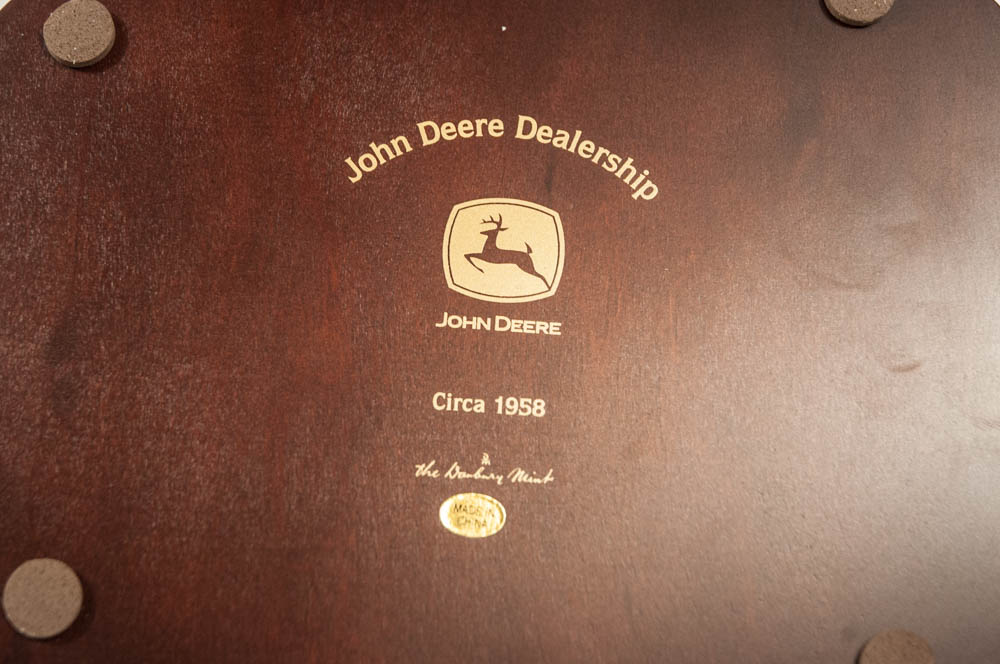 John Deere Dealership
JOHN DEERE
Circa 1958
the Danbury Mint
MADE IN
CHINA